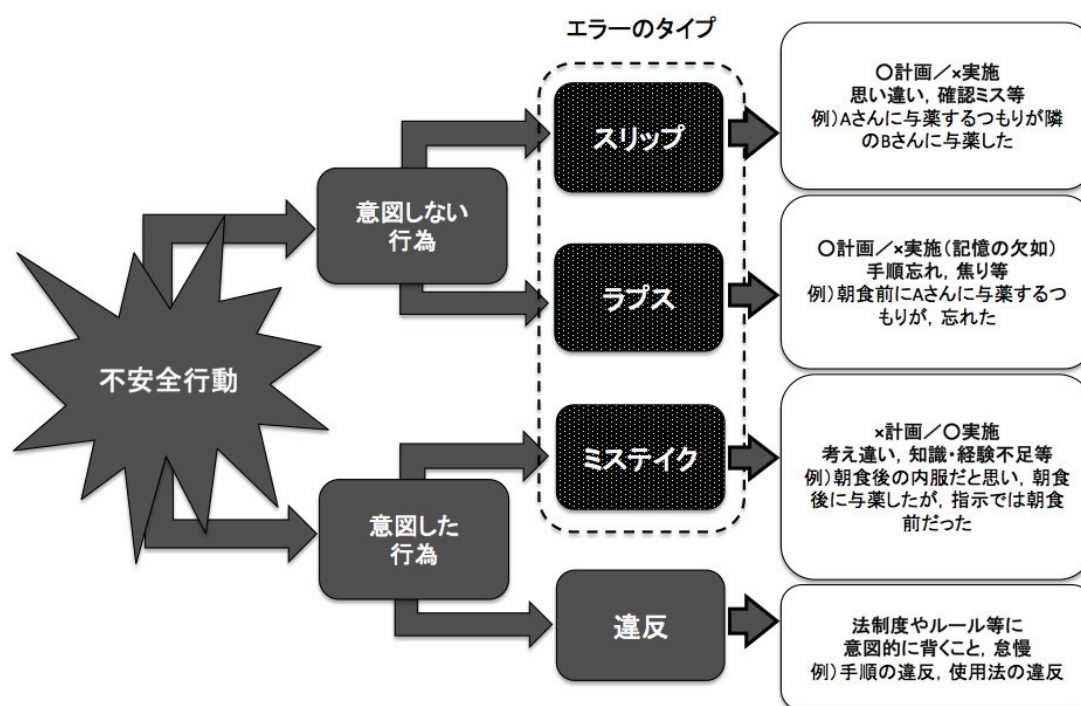 エラーのタイプ
不安全行動
意図しない
行為
意図した
行為
スリップ
ラプス
ミステイク
違反
〇計画／×実施
思い違い，確認ミス等
例）Aさんに与薬するつもりが隣
のBさんに与薬した
〇計画／×実施（記憶の欠如）
手順忘れ，焦り等
例）朝食前にAさんに与薬するつ
もりが，忘れた
×計画／〇実施
考え違い，知識・経験不足等
例）朝食後の内服だと思い，朝食
後に与薬したが，指示では朝食
前だった
法制度やルール等に
意図的に背くこと，怠慢
例）手順の違反，使用法の違反